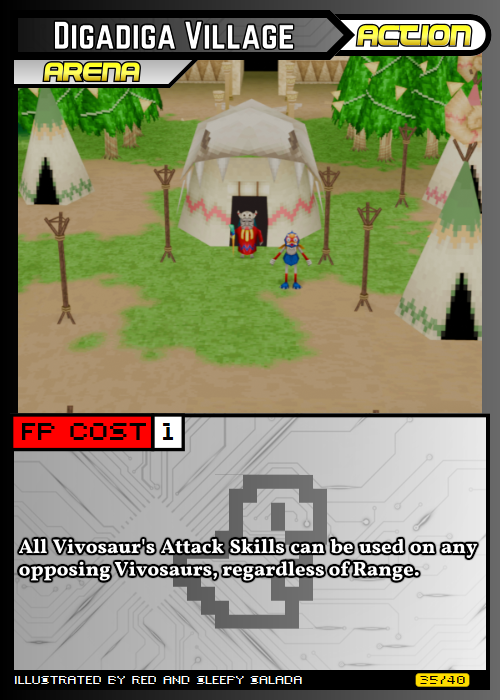 DIGADIGA VILLAGE
ACTION
ARENA
FP COST 1
All Vivosaur's Attack Skills can be used on any
opposing Vivosaurs, regardless of Range.
ILLUSTRATED BY RED AND SLEEPY SALADA
35/40